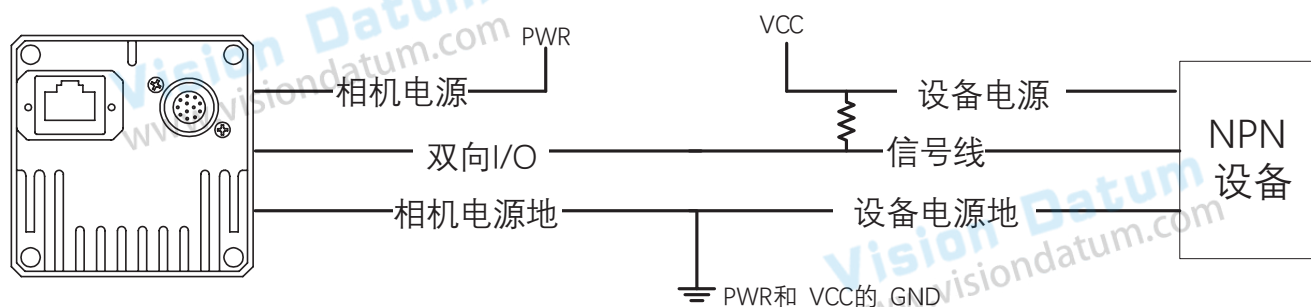 Vision Datum
www.visiondatum.com
PWR
VCC
相机电源
设备电源
双向I/O
信号线
NPN
设备
相机电源地
设备电源地
Vision Datum
www.visiondatum.com
PWR和 VCC的 GND